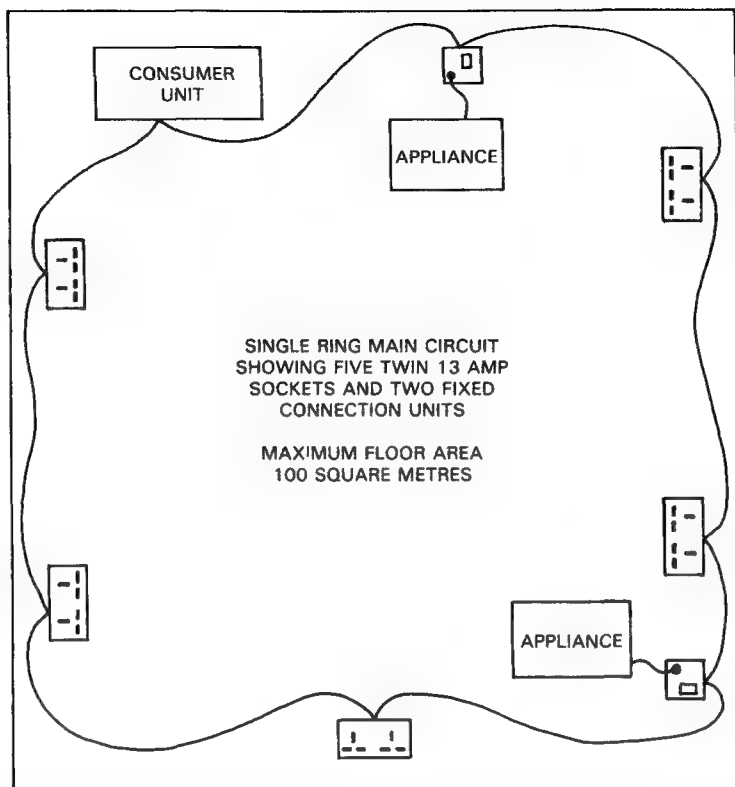 CONSUMER
UNIT
APPLIANCE
SINGLE RING MAIN CIRCUIT
SHOWING FIVE TWIN 13 AMP
SOCKETS AND TWO FIXED
CONNECTION UNITS
MAXIMUM FLOOR AREA
100 SQUARE METRES
APPLIANCE